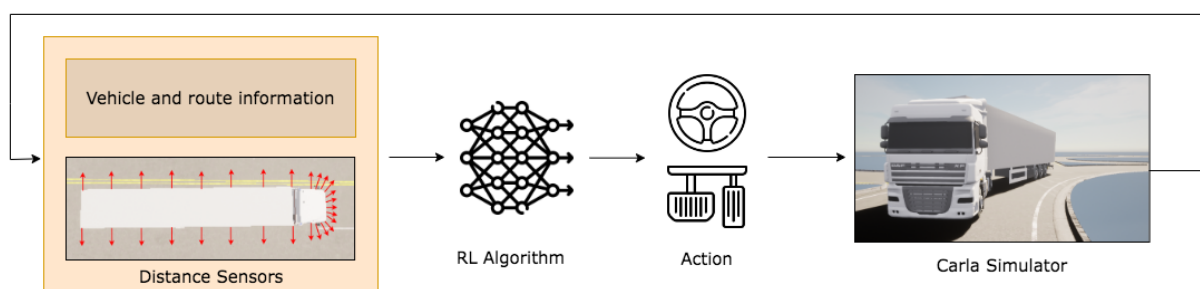 Vehicle and route information
Distance Sensors
RL Algorithm
Action
Carla Simulator